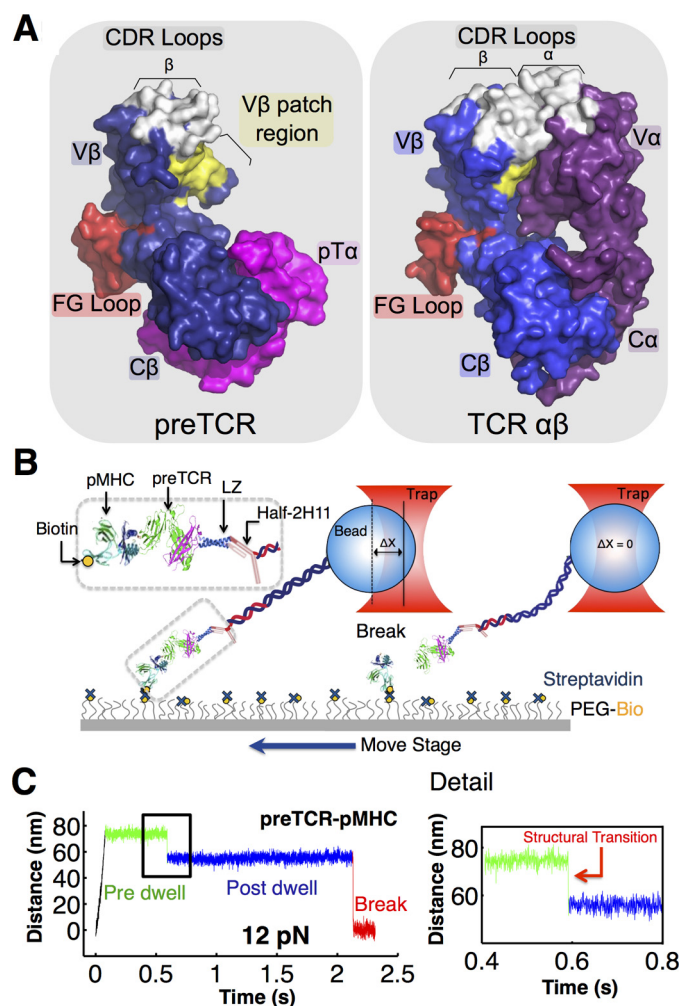 A
CDR Loops
β
Vβ patch
region
Vβ
pTα
FG Loop
Cβ
preTCR
CDR Loops
β
α
Vβ
Vα
FG Loop
Cβ
Cα
TCR αβ
B
pMHC
preTCR
LZ
Half-2H11
Biotin
Bead
ΔX
Trap
Trap
ΔX = 0
Break
Streptavidin
PEG-Bio
Move Stage
C
preTCR-pMHC
Distance (nm)
80
60
40
20
0
Pre dwell
Post dwell
Break
12 pN
0
0.5
1
1.5
2
2.5
Time (s)
Detail
Structural Transition
Distance (nm)
80
60
0.4
0.6
0.8
Time (s)